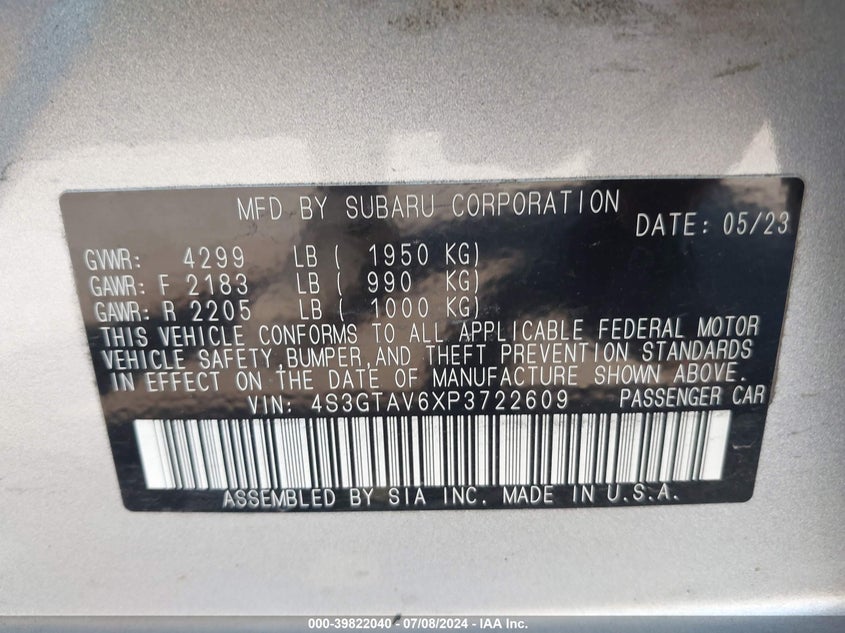 MFD BY SUBARU CORPORATION
DATE: 05/23
GVWR: 4299 LB ( 1950 KG)
GAWR: F 2183 LB ( 990 KG)
GAWR: R 2205 LB ( 1000 KG)
THIS VEHICLE CONFORMS TO ALL APPLICABLE FEDERAL MOTOR
VEHICLE SAFETY,BUMPER,AND THEFT PREVENTION STANDARDS
IN EFFECT ON THE DATE OF MANUFACTURE SHOWN ABOVE.
VIN: 4S3GTAV6XP3722609 PASSENGER CAR
ASSEMBLED BY SIA INC. MADE IN U.S.A.
000-39822040 - 07/08/2024 - IAA Inc.